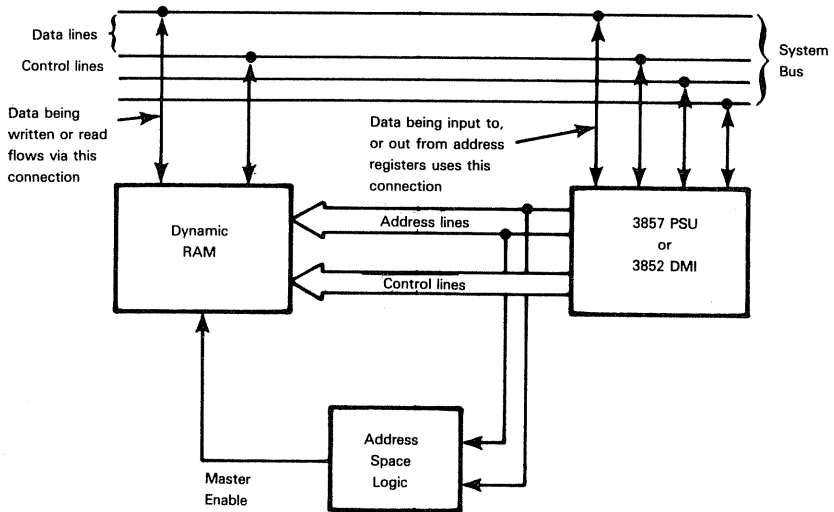 Data lines
Control lines
System
Bus
Data being
written or read
flows via this
connection
Data being input to,
or out from address
registers uses this
connection
Dynamic
RAM
Address lines
Control lines
3857 PSU
or
3852 DMI
Address
Space
Logic
Master
Enable